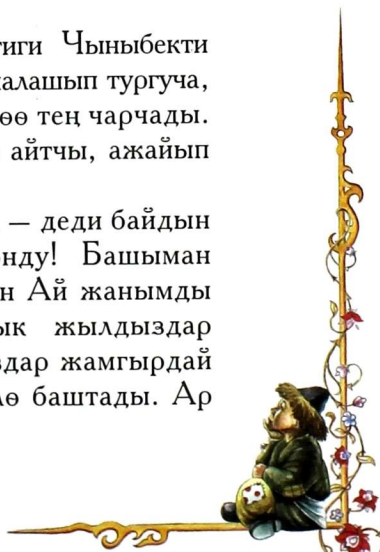 тиги Чыныбекти
талашып тургуча,
өө тең чарчады.
айтчы, ажайып
— деди байдын
нду! Башыман
н Ай жанымды
ык жылдыздар
здар жамгырдай
лө баштады. Ар